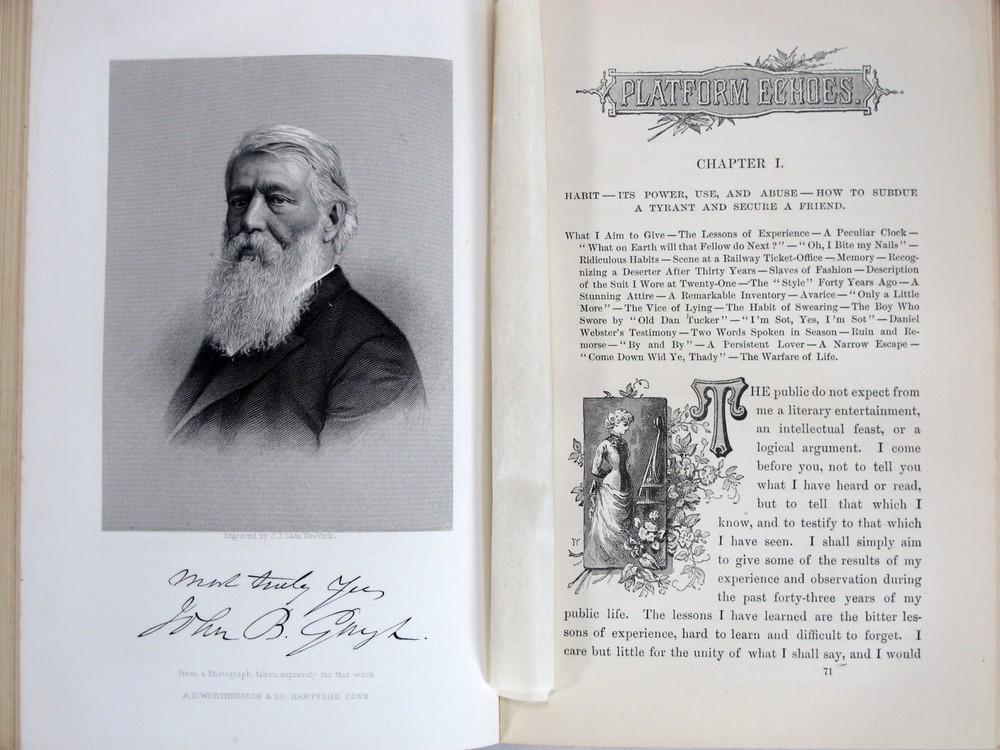 Engraved by J.J. Cade, New York.
Most truly Yours
John B. Gough.
From a Photograph taken expressly for this work.
A.D. WORTHINGTON & CO. HARTFORD, CONN.
PLATFORM ECHOES.
CHAPTER I.
HABIT — ITS POWER, USE, AND ABUSE — HOW TO SUBDUE
A TYRANT AND SECURE A FRIEND.
What I Aim to Give — The Lessons of Experience — A Peculiar Clock —
“ What on Earth will that Fellow do Next ? ” — “ Oh, I Bite my Nails ” —
Ridiculous Habits — Scene at a Railway Ticket-Office — Memory — Recog-
nizing a Deserter After Thirty Years — Slaves of Fashion — Description
of the Suit I Wore at Twenty-One — The “ Style ” Forty Years Ago — A
Stunning Attire — A Remarkable Inventory — Avarice — “ Only a Little
More ” — The Vice of Lying — The Habit of Swearing — The Boy Who
Swore by “ Old Dan Tucker ” — “ I’m Sot, Yes, I’m Sot ” — Daniel
Webster’s Testimony — Two Words Spoken in Season — Ruin and Re-
morse — “ By and By ” — A Persistent Lover — A Narrow Escape —
“ Come Down Wid Ye, Thady ” — The Warfare of Life.
THE public do not expect from
me a literary entertainment,
an intellectual feast, or a
logical argument. I come
before you, not to tell you
what I have heard or read,
but to tell that which I
know, and to testify to that which
I have seen. I shall simply aim
to give some of the results of my
experience and observation during
the past forty-three years of my
public life. The lessons I have learned are the bitter les-
sons of experience, hard to learn and difficult to forget. I
care but little for the unity of what I shall say, and I would
71